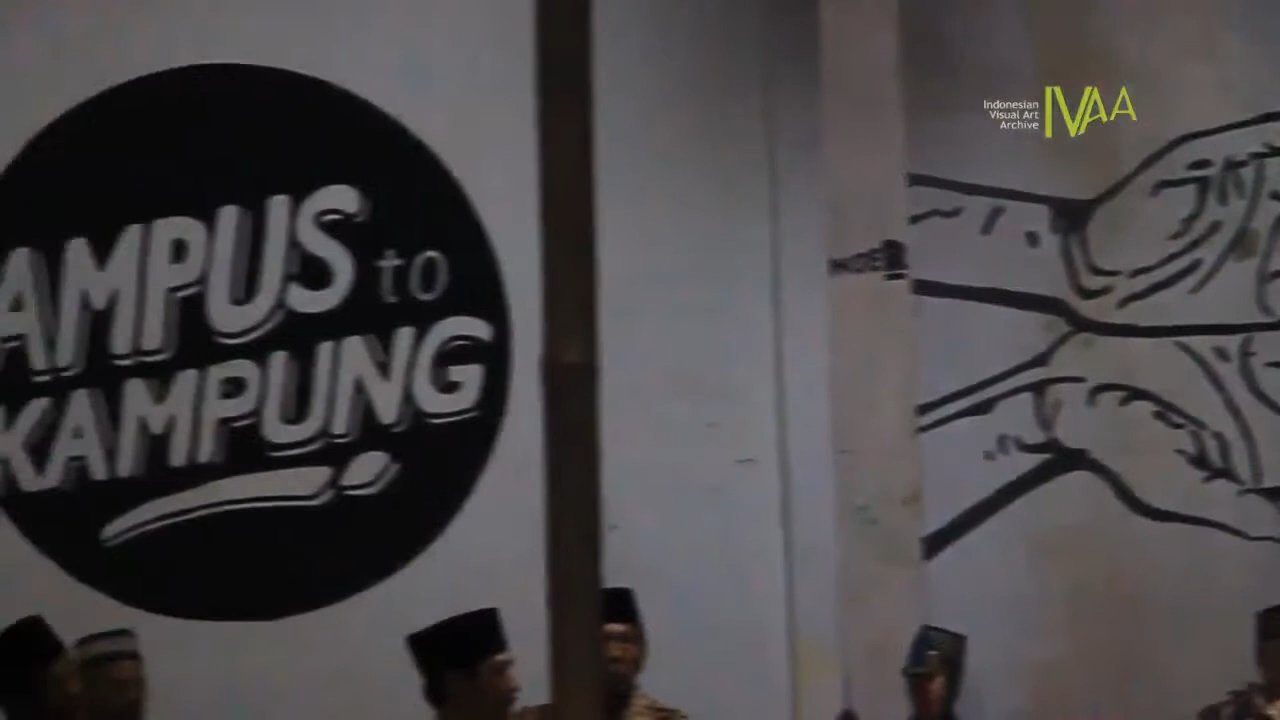 AMPUS to
KAMPUNG
Indonesian
Visual Art
Archive
IVAA